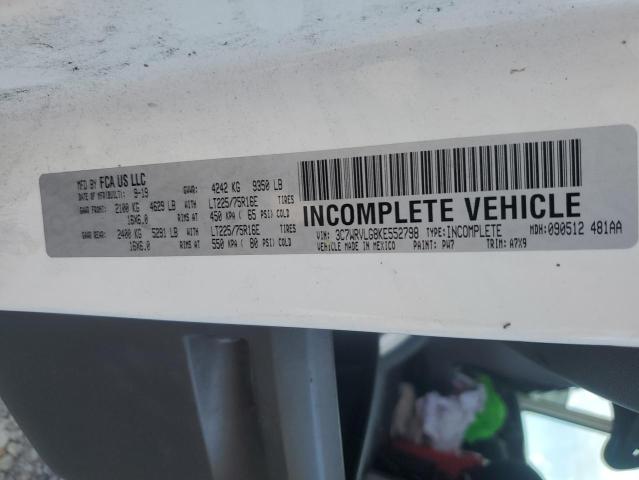 MFD BY FCA US LLC
DATE OF MFR(BUILT): 9-19 GVWR: 4242 KG 9350 LB
GAWR FRONT: 2100 KG 4629 LB WITH LT225/75R16E TIRES
16X6.0 RIMS AT 450 KPA ( 65 PSI) COLD
GAWR REAR: 2400 KG 5291 LB WITH LT225/75R16E TIRES
16X6.0 RIMS AT 550 KPA ( 80 PSI) COLD
INCOMPLETE VEHICLE
VIN: 3C7WRVLG8KE552798 TYPE: INCOMPLETE MDH: 090512 481AA
VEHICLE MADE IN MEXICO PAINT: PW7 TRIM: A7X9